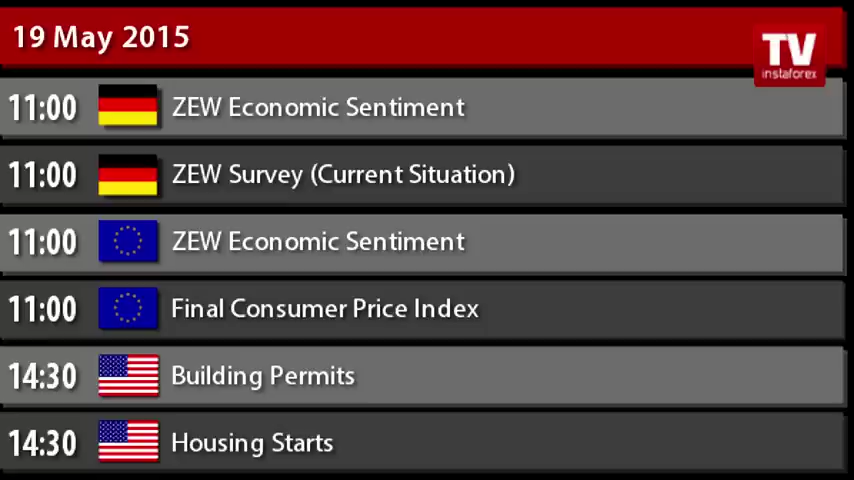 19 May 2015
TV
instaforex
11:00 ZEW Economic Sentiment
11:00 ZEW Survey (Current Situation)
11:00 ZEW Economic Sentiment
11:00 Final Consumer Price Index
14:30 Building Permits
14:30 Housing Starts